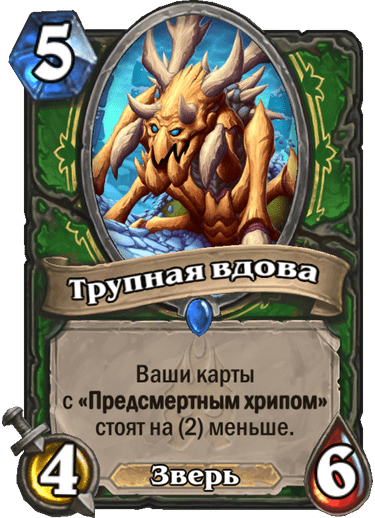 5
Трупная вдова
Ваши карты
с «Предсмертным хрипом»
стоят на (2) меньше.
4
Зверь
6